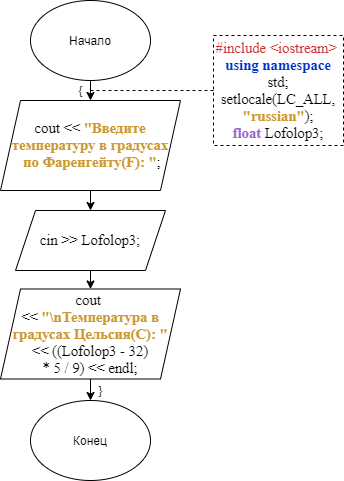 Начало
#include <iostream>
using namespace
std;
setlocale(LC_ALL,
"russian");
float Lofolop3;
{
cout << "Введите
температуру в градусах
по Фаренгейту(F): ";
cin >> Lofolop3;
cout
<< "\nТемпература в
градусах Цельсия(C): "
<< ((Lofolop3 - 32)
* 5 / 9) << endl;
}
Конец